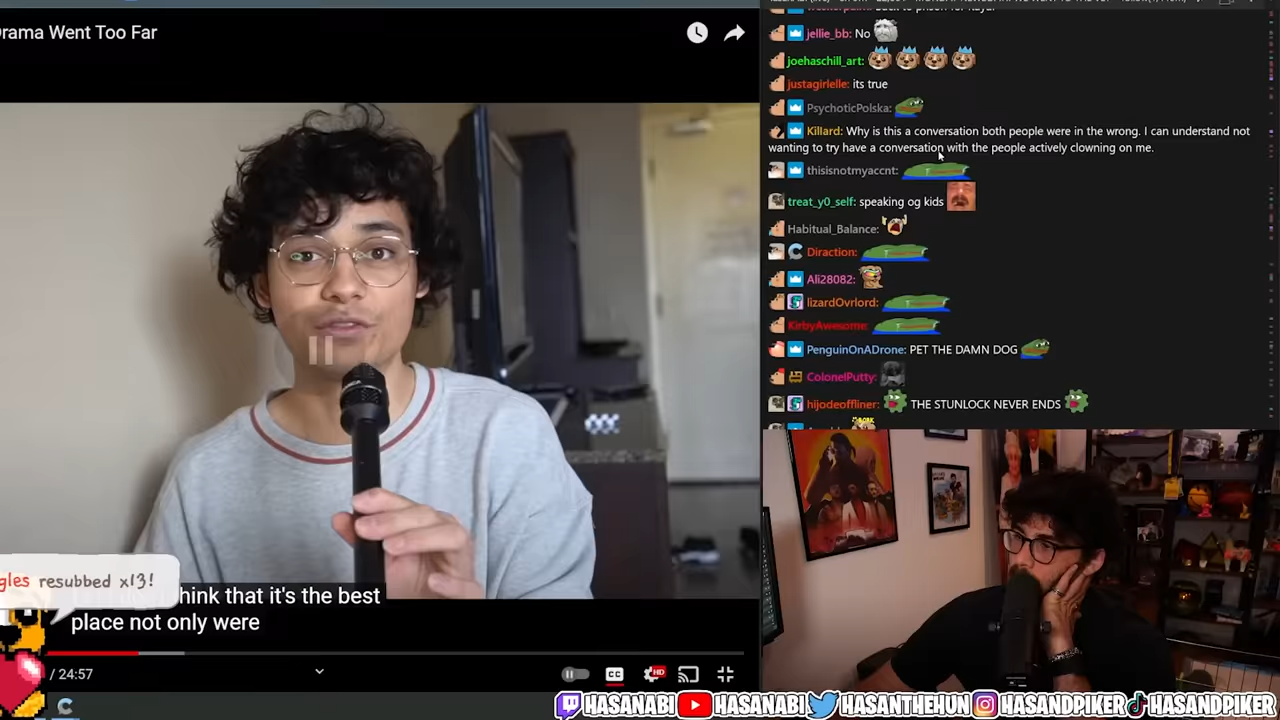 rama Went Too Far
jellie_bb: No
joehaschill_art:
justagirlelle: its true
PsychoticPolska:
Killard: Why is this a conversation both people were in the wrong. I can understand not
wanting to try have a conversation with the people actively clowning on me.
thisisnotmyaccnt:
treat_y0_self: speaking og kids
Habitual_Balance:
Diraction:
Ali28082:
lizardOvrlord:
KirbyAwesome:
PenguinOnADrone: PET THE DAMN DOG
ColonelPutty:
hijodeoffliner: THE STUNLOCK NEVER ENDS
gles resubbed x13!
hink that it's the best
place not only were
/ 24:57
CC
HD
HASANABI
HASANABI
HASANTHEHUN
HASANDPIKER
HASANDPIKER